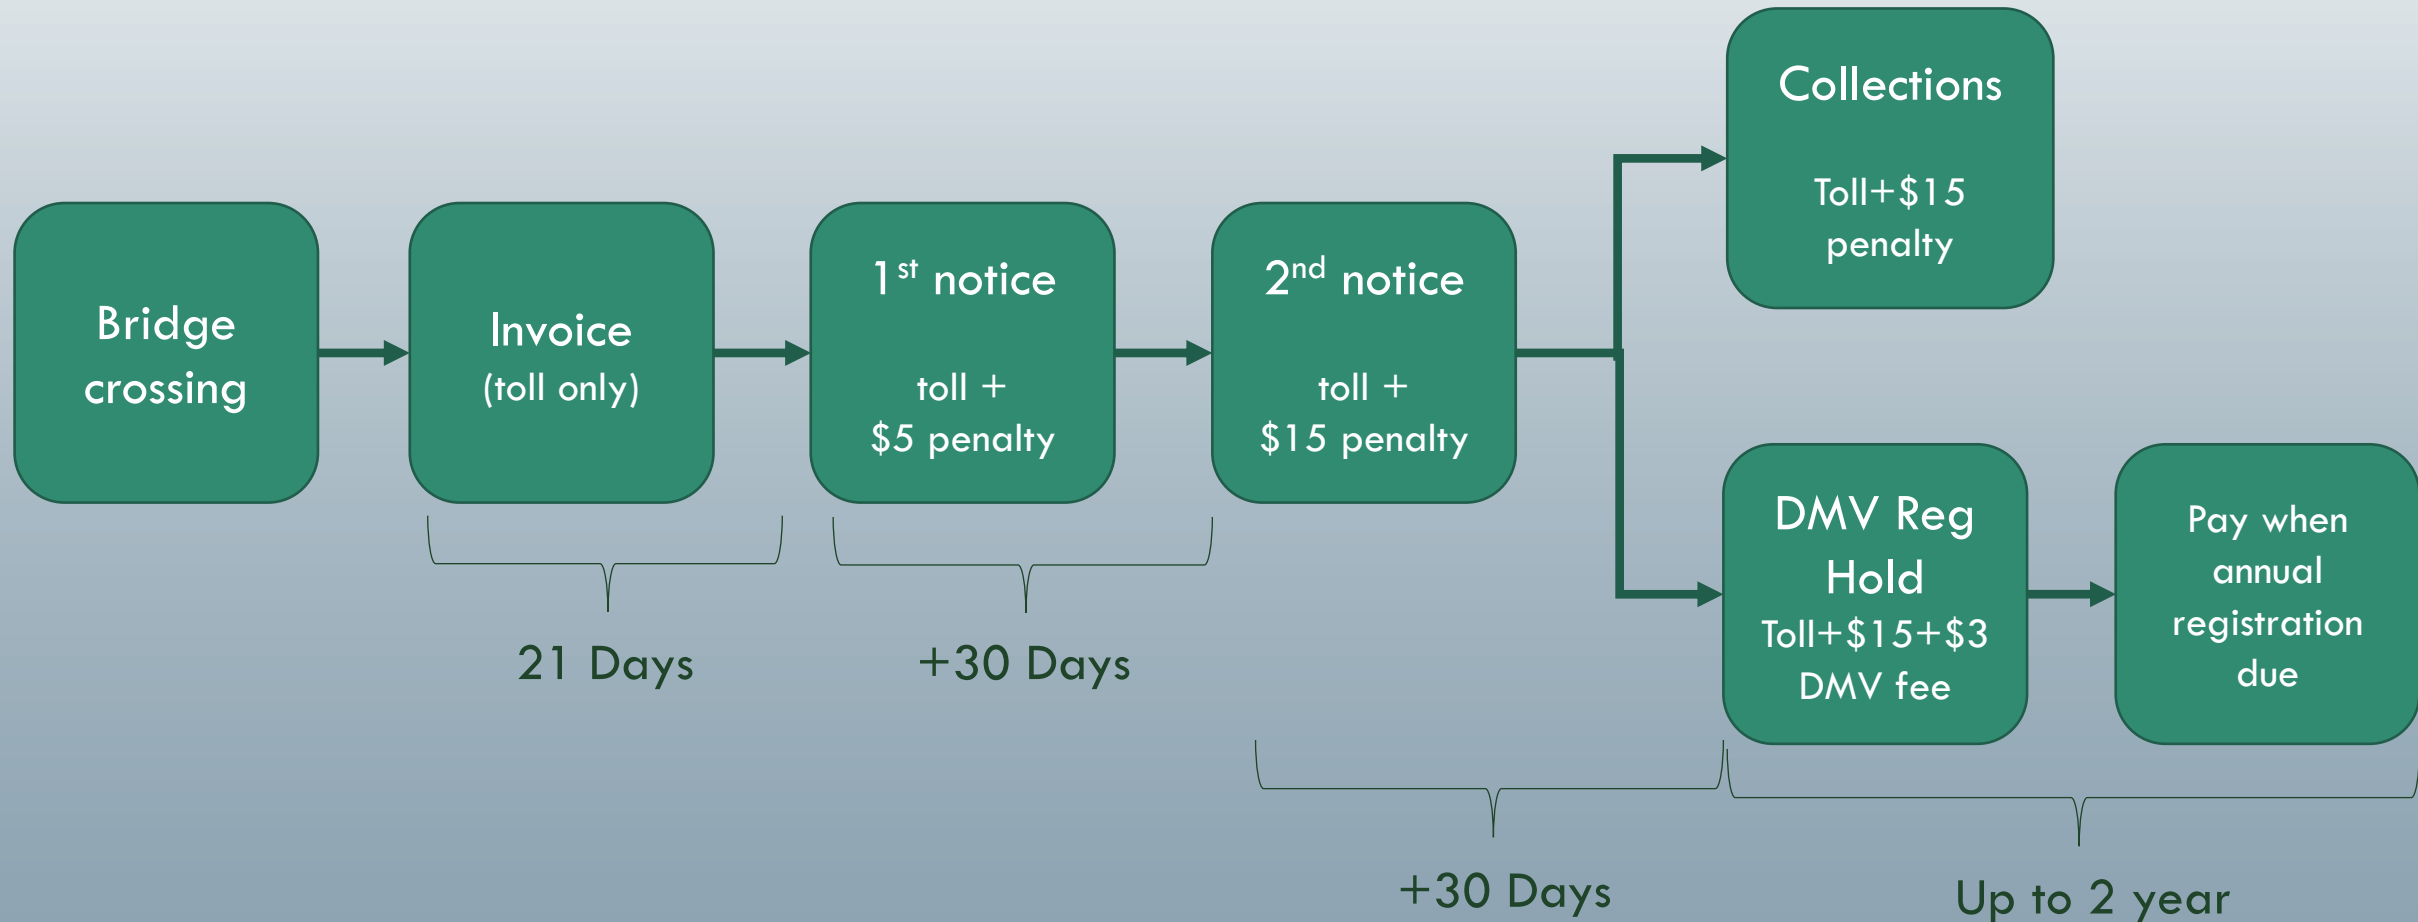 Bridge
crossing
Invoice
(toll only)
1st notice
toll +
$5 penalty
2nd notice
toll +
$15 penalty
Collections
Toll+$15
penalty
DMV Reg
Hold
Toll+$15+$3
DMV fee
Pay when
annual
registration
due
21 Days
+30 Days
+30 Days
Up to 2 year